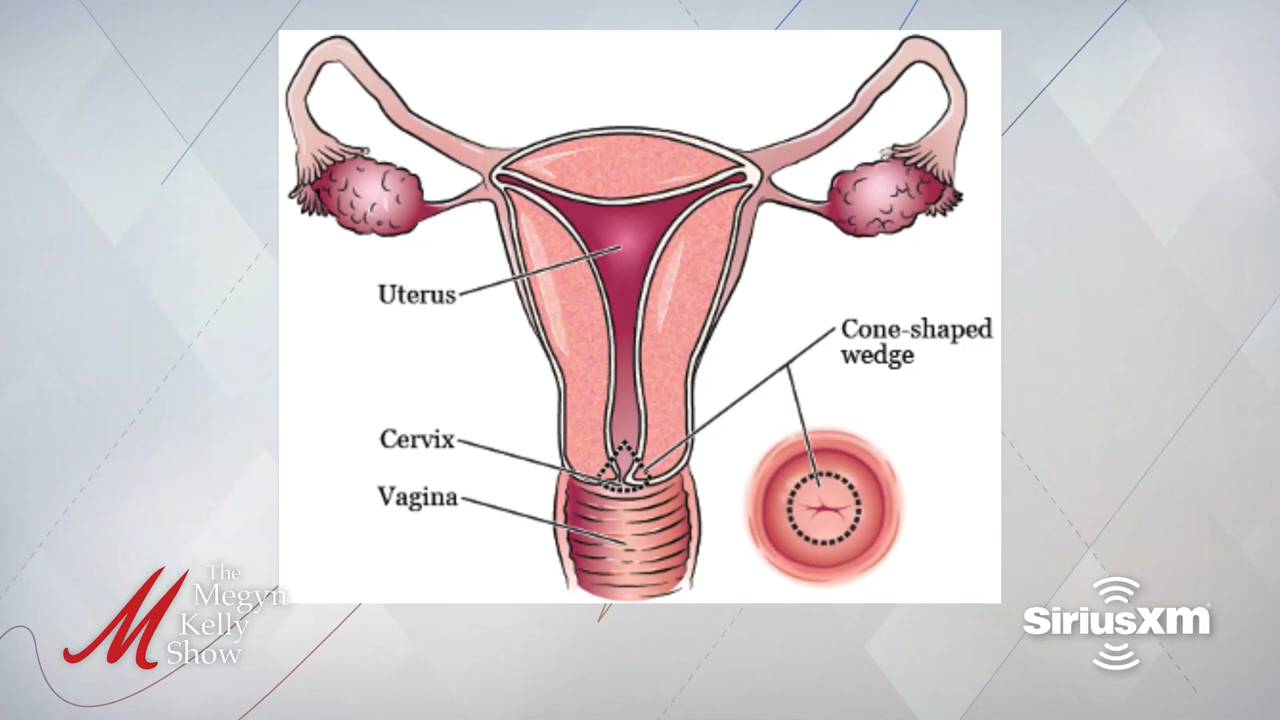 Uterus
Cone-shaped
wedge
Cervix
Vagina
The
Megyn
Kelly
Show
SiriusXM